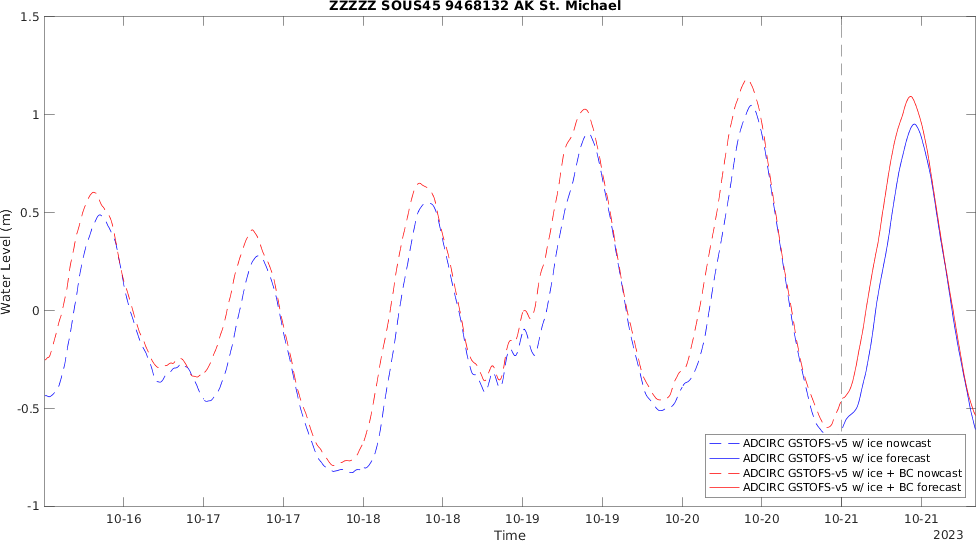 ZZZZZ SOUS45 9468132 AK St. Michael
1.5
1
0.5
0
-0.5
-1
Water Level (m)
10-16
10-17
10-17
10-18
10-18
10-19
10-19
10-20
10-20
10-21
10-21
2023
Time
ADCIRC GSTOFS-v5 w/ ice nowcast
ADCIRC GSTOFS-v5 w/ ice forecast
ADCIRC GSTOFS-v5 w/ ice + BC nowcast
ADCIRC GSTOFS-v5 w/ ice + BC forecast